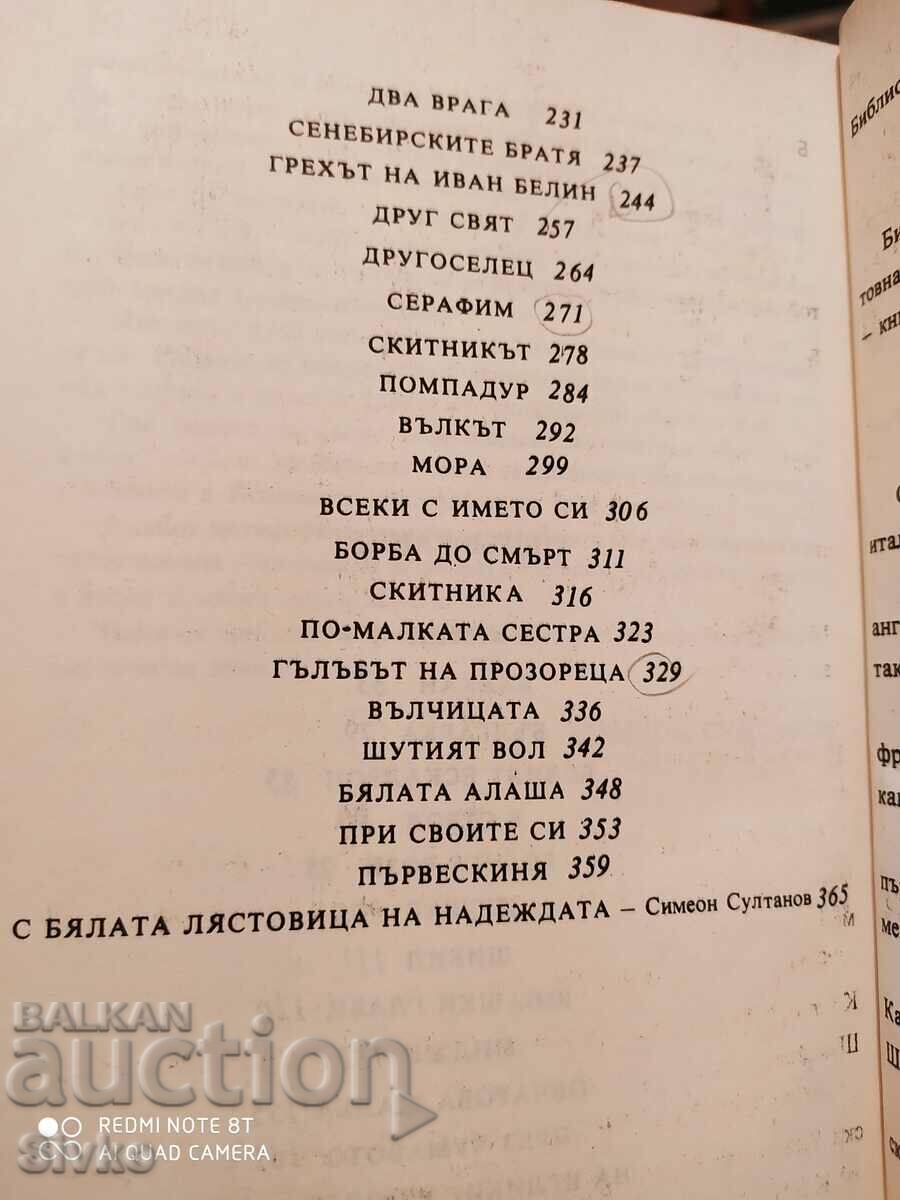 ДВА ВРАГА 231
СЕНЕБИРСКИТЕ БРАТЯ 237
ГРЕХЪТ НА ИВАН БЕЛИН 244
ДРУГ СВЯТ 257
ДРУГОСЕЛЕЦ 264
СЕРАФИМ 271
СКИТНИКЪТ 278
ПОМПАДУР 284
ВЪЛКЪТ 292
МОРА 299
ВСЕКИ С ИМЕТО СИ 306
БОРБА ДО СМЪРТ 311
СКИТНИКА 316
ПО-МАЛКАТА СЕСТРА 323
ГЪЛЪБЪТ НА ПРОЗОРЕЦА 329
ВЪЛЧИЦАТА 336
ШУТИЯТ ВОЛ 342
БЯЛАТА АЛАША 348
ПРИ СВОИТЕ СИ 353
ПЪРВЕСКИНЯ 359
С БЯЛАТА ЛЯСТОВИЦА НА НАДЕЖДАТА – Симеон Султанов 365
BALKAN
auction
REDMI NOTE 8T
AI QUAD CAMERA
Sivko